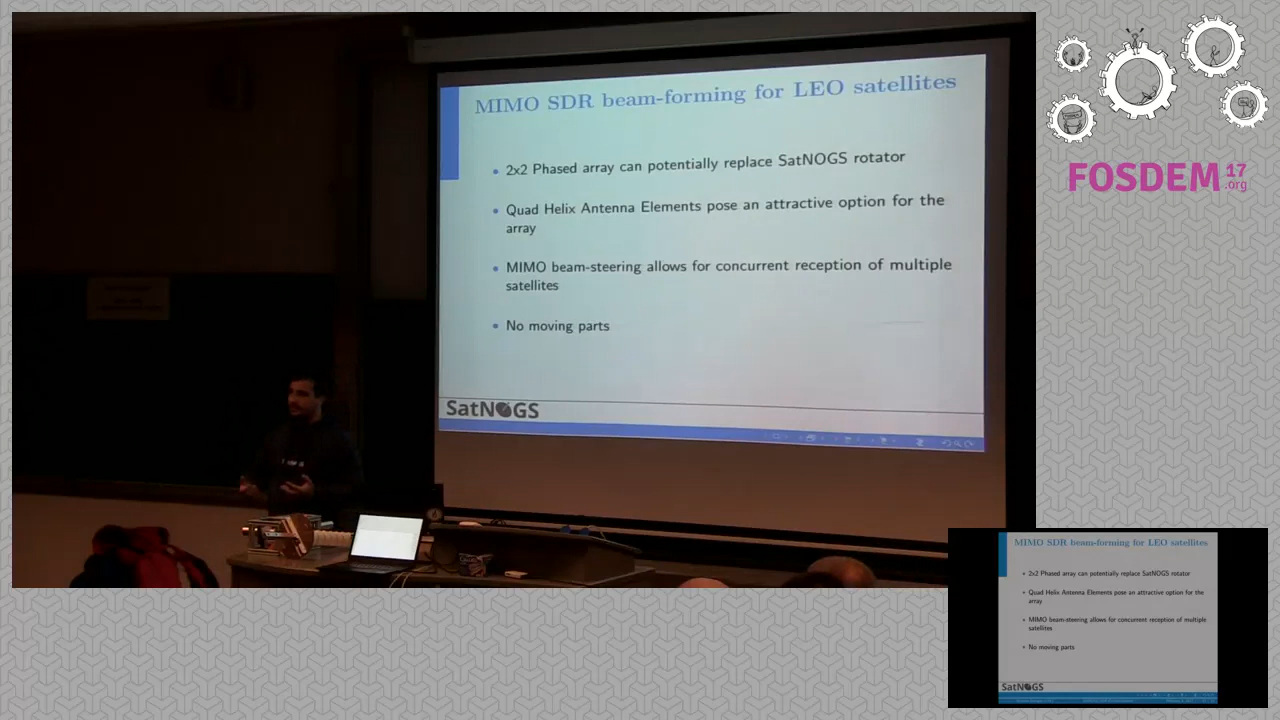 MIMO SDR beam-forming for LEO satellites
2x2 Phased array can potentially replace SatNOGS rotator
Quad Helix Antenna Elements pose an attractive option for the
array
MIMO beam-steering allows for concurrent reception of multiple
satellites
No moving parts
SatNOGS
FOSDEM 17
.org
MIMO SDR beam-forming for LEO satellites
2x2 Phased array can potentially replace SatNOGS rotator
Quad Helix Antenna Elements pose an attractive option for the
array
MIMO beam-steering allows for concurrent reception of multiple
satellites
No moving parts
SatNOGS